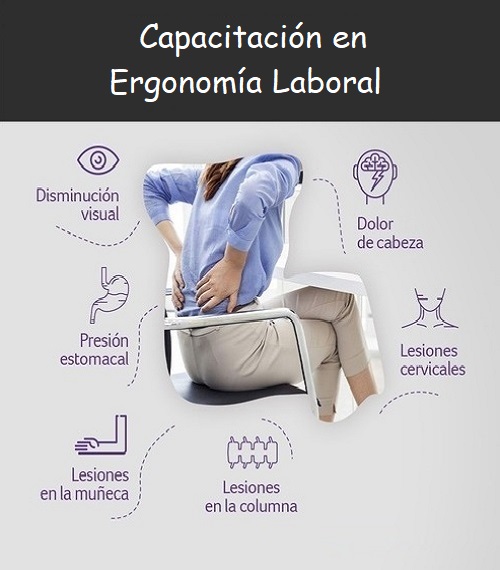 Capacitación en
Ergonomía Laboral
Disminución
visual
Dolor
de cabeza
Presión
estomacal
Lesiones
cervicales
Lesiones
en la muñeca
Lesiones
en la columna